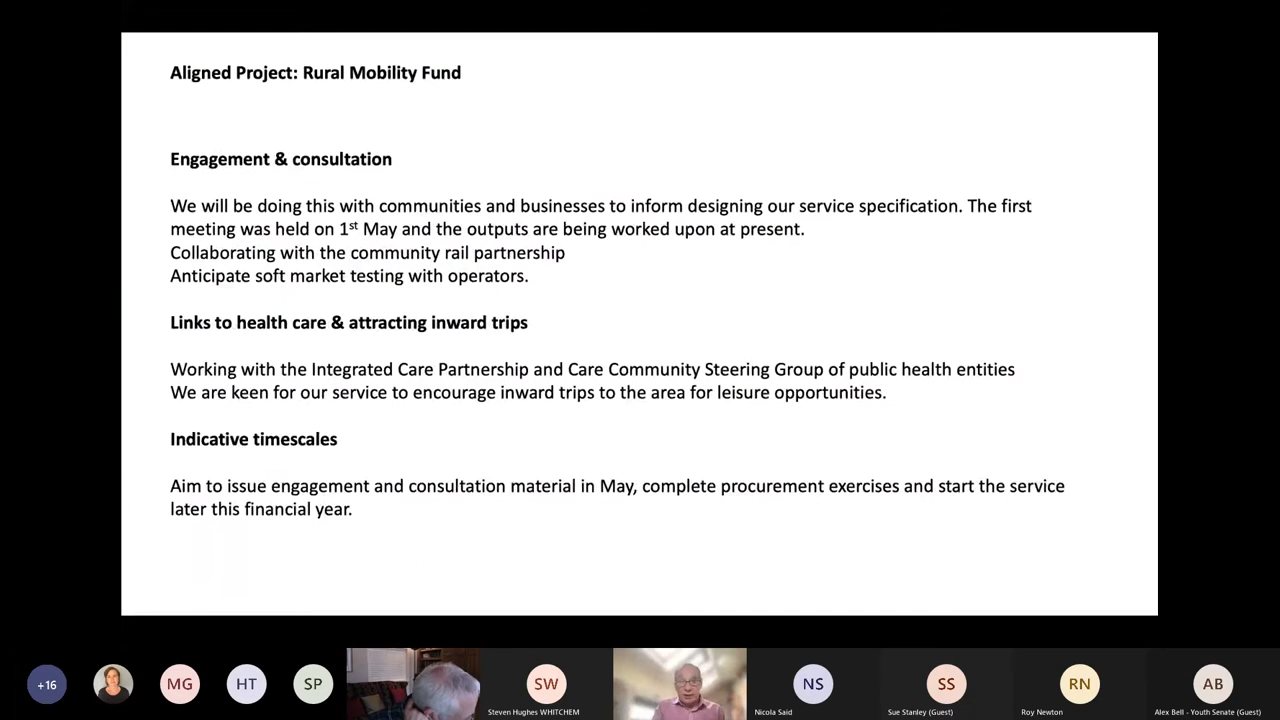 Aligned Project: Rural Mobility Fund
Engagement & consultation
We will be doing this with communities and businesses to inform designing our service specification. The first
meeting was held on 1st May and the outputs are being worked upon at present.
Collaborating with the community rail partnership
Anticipate soft market testing with operators.
Links to health care & attracting inward trips
Working with the Integrated Care Partnership and Care Community Steering Group of public health entities
We are keen for our service to encourage inward trips to the area for leisure opportunities.
Indicative timescales
Aim to issue engagement and consultation material in May, complete procurement exercises and start the service
later this financial year.
+16
MG
HT
SP
SW
NS
SS
RN
AB
Steven Hughes WHITCHEM
Nicola Said
Sue Stanley (Guest)
Roy Newton
Alex Bell - Youth Senate (Guest)